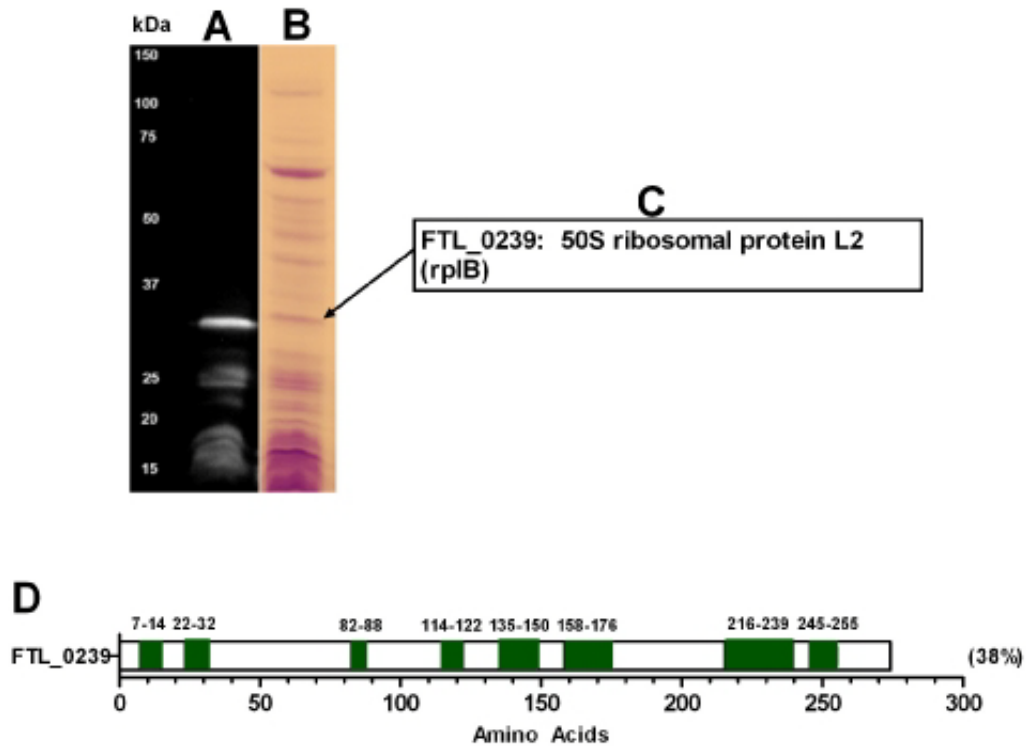 kDa
A
B
150
100
75
50
37
25
20
15
C
FTL_0239: 50S ribosomal protein L2
(rplB)
D
7-14 22-32 82-88 114-122 135-150 158-176 216-239 245-255
FTL_0239
(38%)
0 50 100 150 200 250 300
Amino Acids